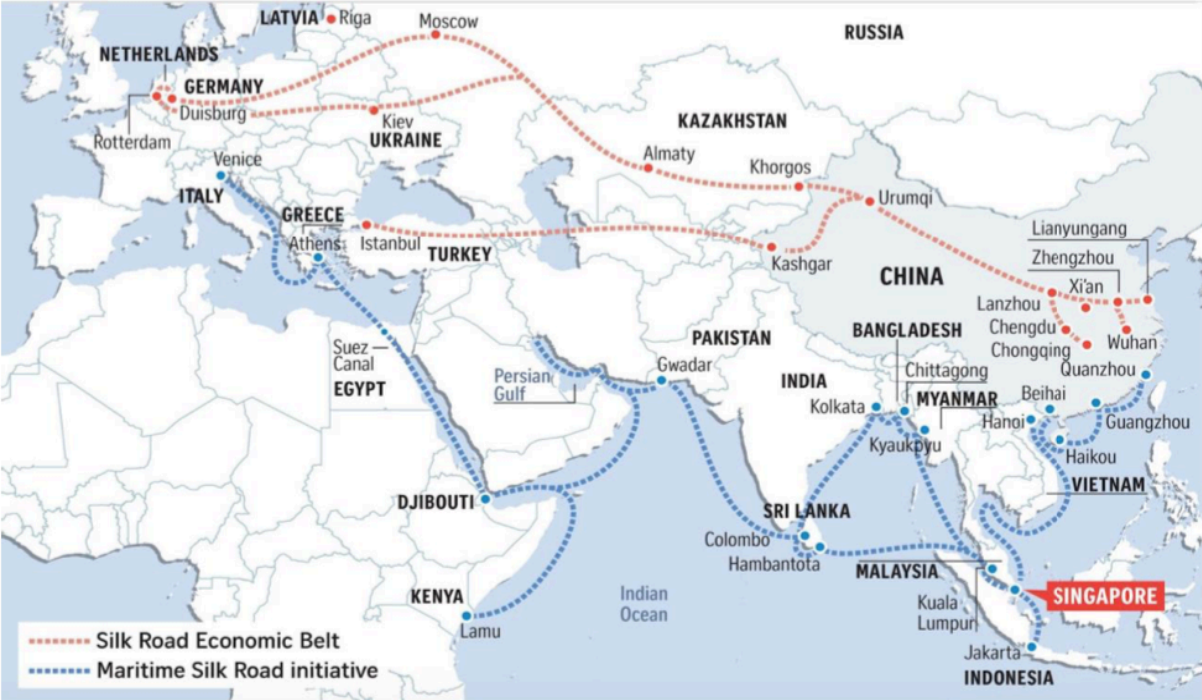 LATVIA
Riga
Moscow
RUSSIA
NETHERLANDS
GERMANY
Duisburg
Rotterdam
Kiev
UKRAINE
KAZAKHSTAN
Almaty
Khorgos
Venice
ITALY
Urumqi
GREECE
Athens
Istanbul
TURKEY
Kashgar
CHINA
Lianyungang
Zhengzhou
Xi'an
Lanzhou
Chengdu
Chongqing
Wuhan
Quanzhou
Suez
Canal
EGYPT
Persian
Gulf
PAKISTAN
Gwadar
BANGLADESH
Chittagong
INDIA
Kolkata
MYANMAR
Kyaukpyu
Beihai
Hanoi
Guangzhou
Haikou
VIETNAM
DJIBOUTI
SRI LANKA
Colombo
Hambantota
MALAYSIA
SINGAPORE
Kuala
Lumpur
KENYA
Lamu
Indian
Ocean
Jakarta
INDONESIA
Silk Road Economic Belt
Maritime Silk Road initiative